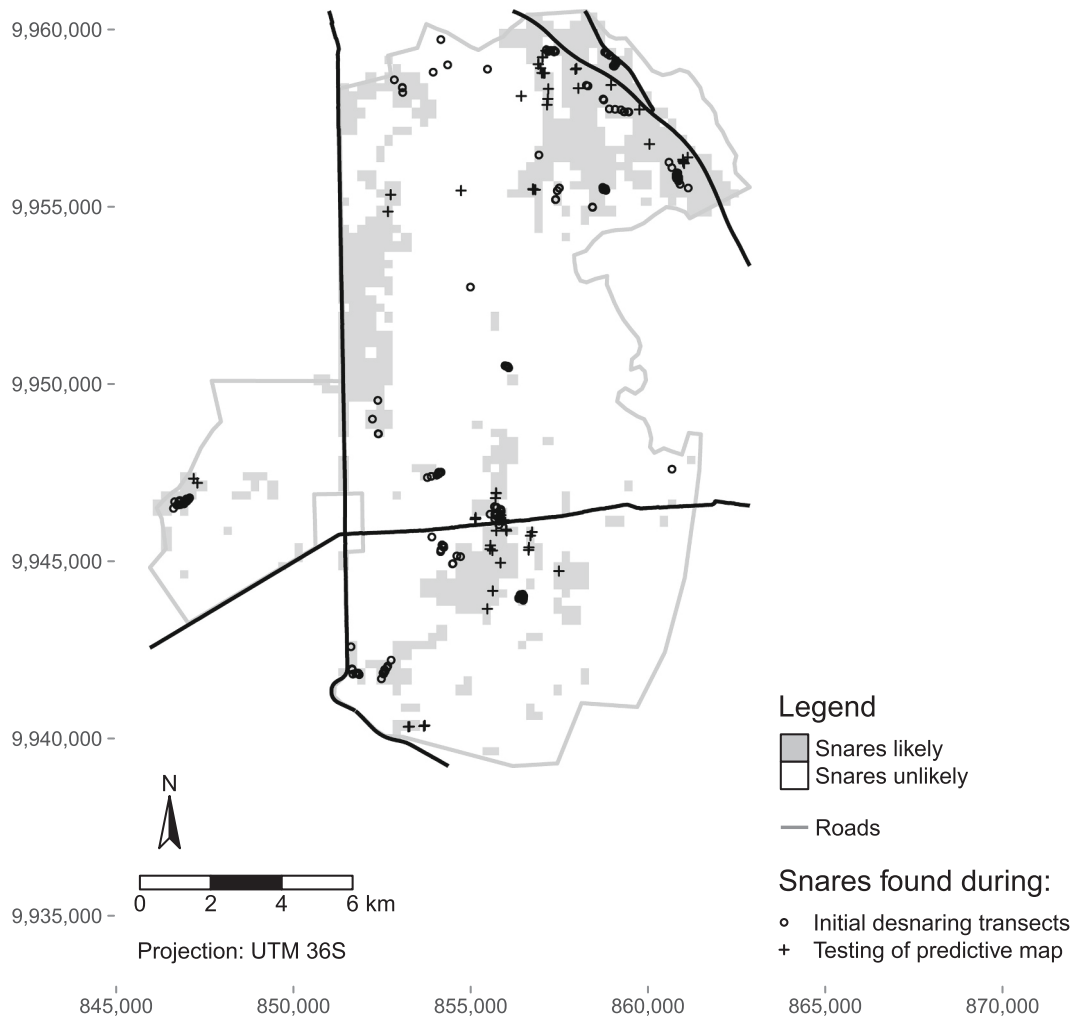 9,960,000
9,955,000
9,950,000
9,945,000
9,940,000
9,935,000
Legend
Snares likely
Snares unlikely
Roads
Snares found during:
Initial desnaring transects
Testing of predictive map
N
0 2 4 6 km
Projection: UTM 36S
845,000 850,000 855,000 860,000 865,000 870,000